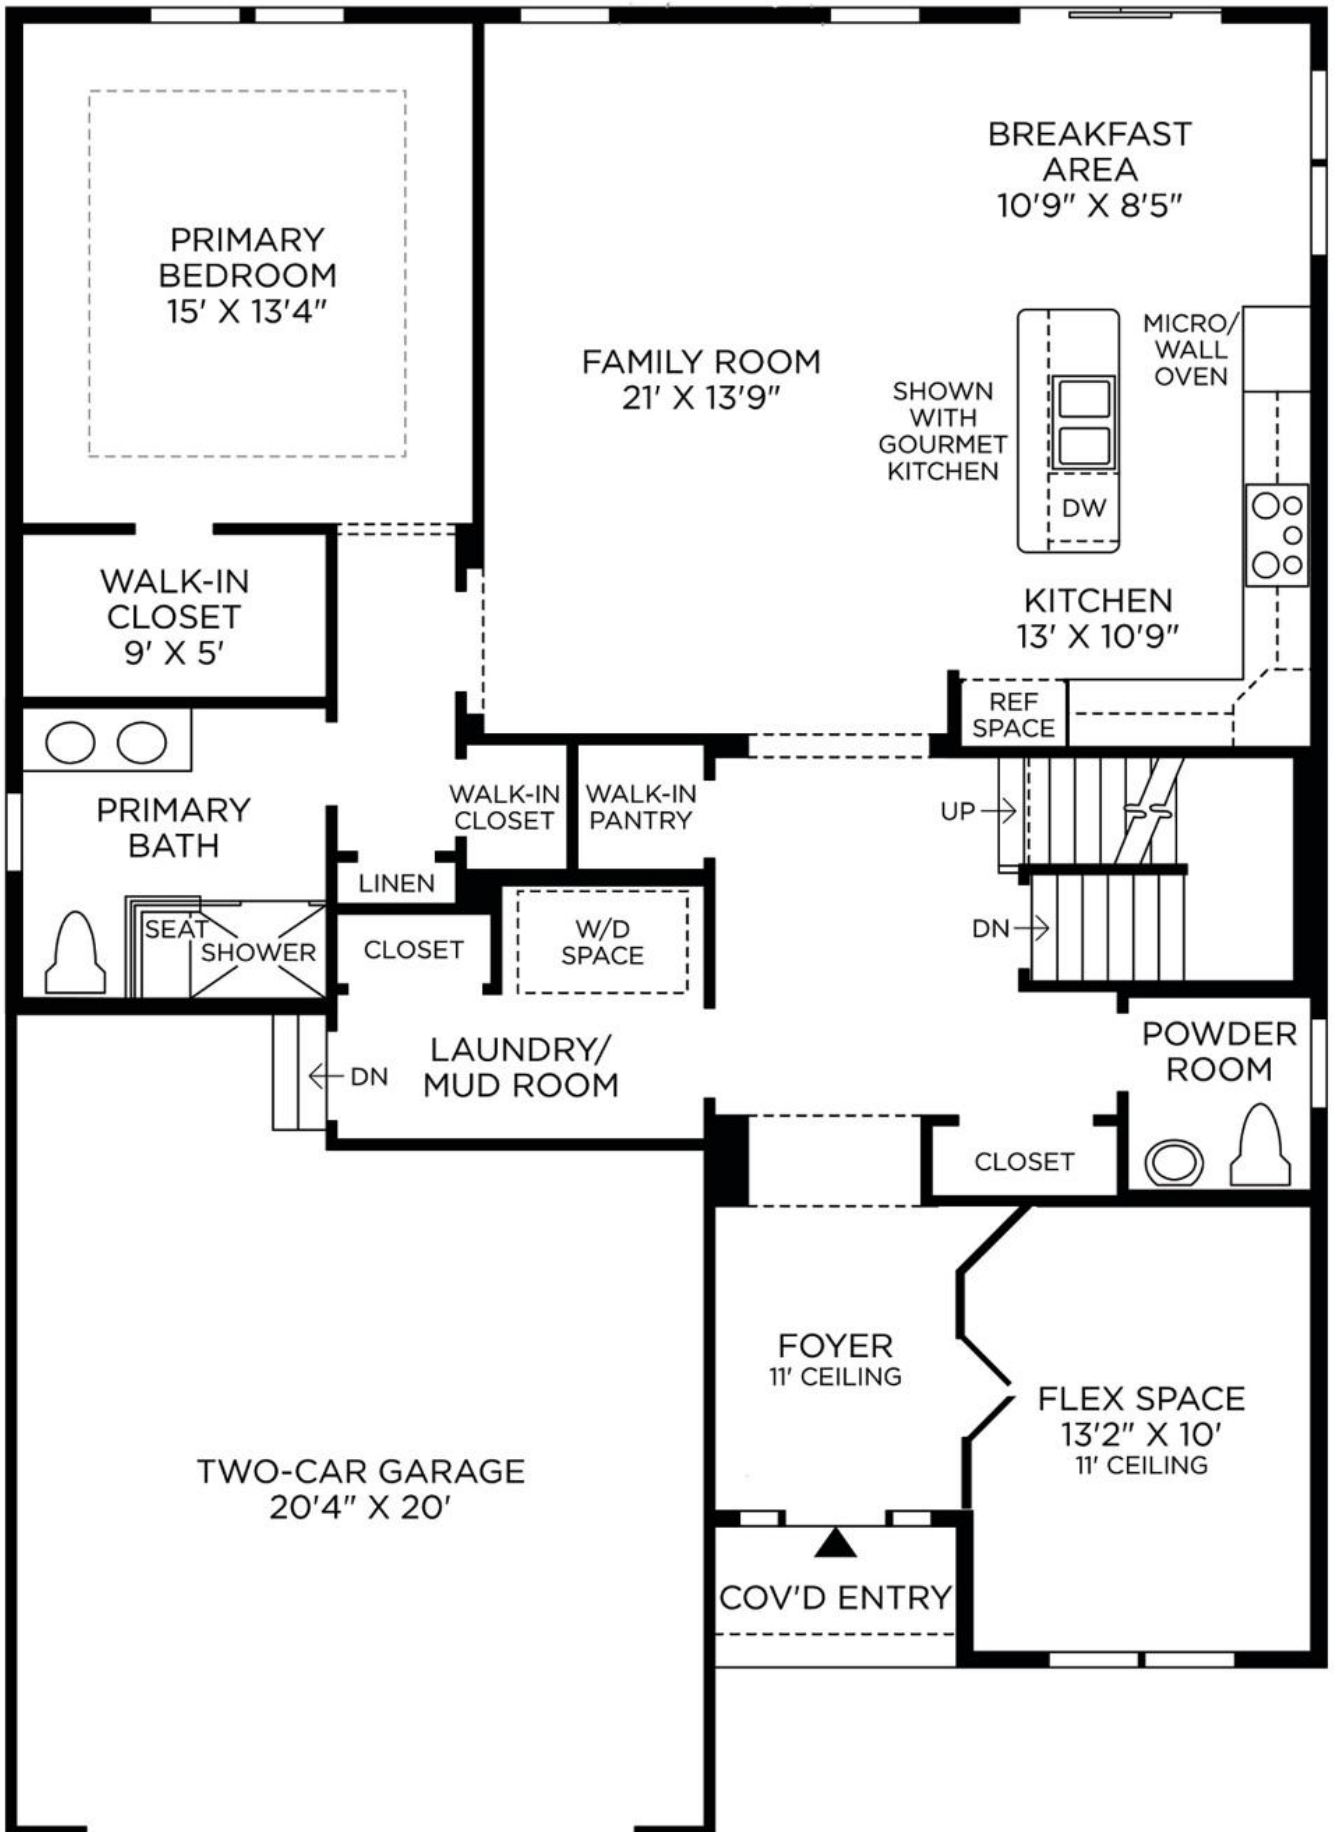 PRIMARY
BEDROOM
15' X 13'4"
BREAKFAST
AREA
10'9" X 8'5"
FAMILY ROOM
21' X 13'9"
SHOWN
WITH
GOURMET
KITCHEN
MICRO/
WALL
OVEN
DW
KITCHEN
13' X 10'9"
REF
SPACE
WALK-IN
CLOSET
9' X 5'
PRIMARY
BATH
WALK-IN
CLOSET
WALK-IN
PANTRY
UP
LINEN
SEAT
SHOWER
CLOSET
W/D
SPACE
DN
LAUNDRY/
MUD ROOM
DN
POWDER
ROOM
CLOSET
FOYER
11' CEILING
FLEX SPACE
13'2" X 10'
11' CEILING
TWO-CAR GARAGE
20'4" X 20'
COV'D ENTRY